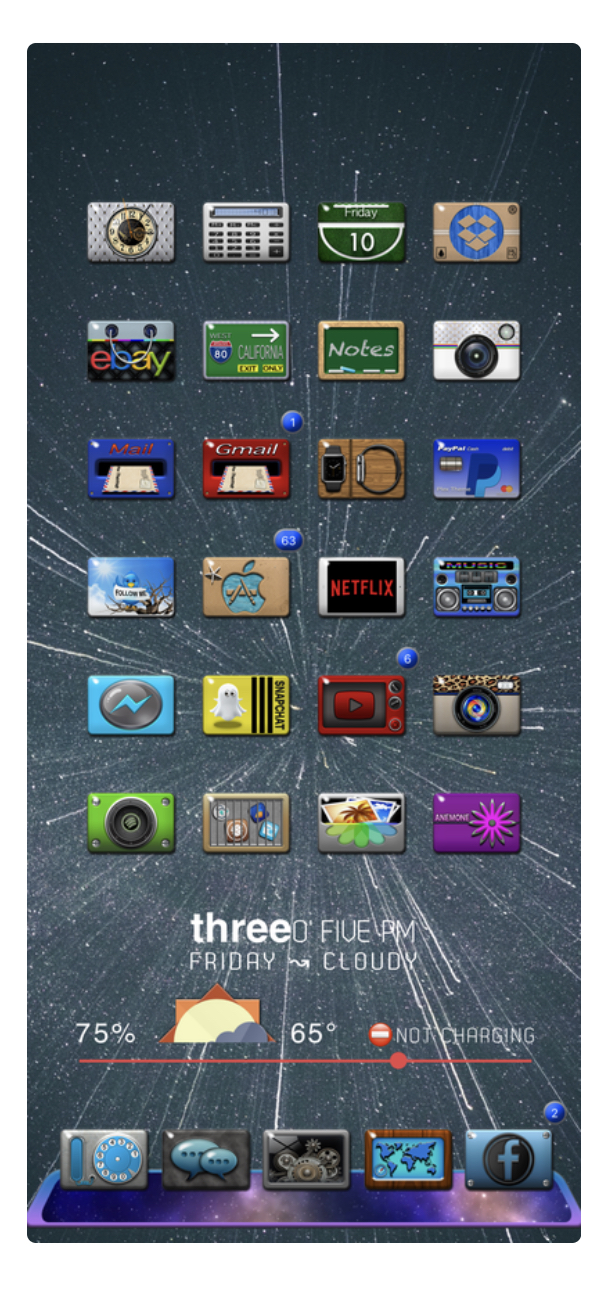 Friday
10
ebay
WEST
80 CALIFORNIA
EXIT ONLY
Notes
1
Mail
Gmail
PayPal Cash
63
FOLLOW ME
NETFLIX
MUSIC
6
SNAPCHAT
ANEMONE
threeO' FIVE PM
FRIDAY ↝ CLOUDY
75% 65° ⛔ NOT CHARGING
2
f